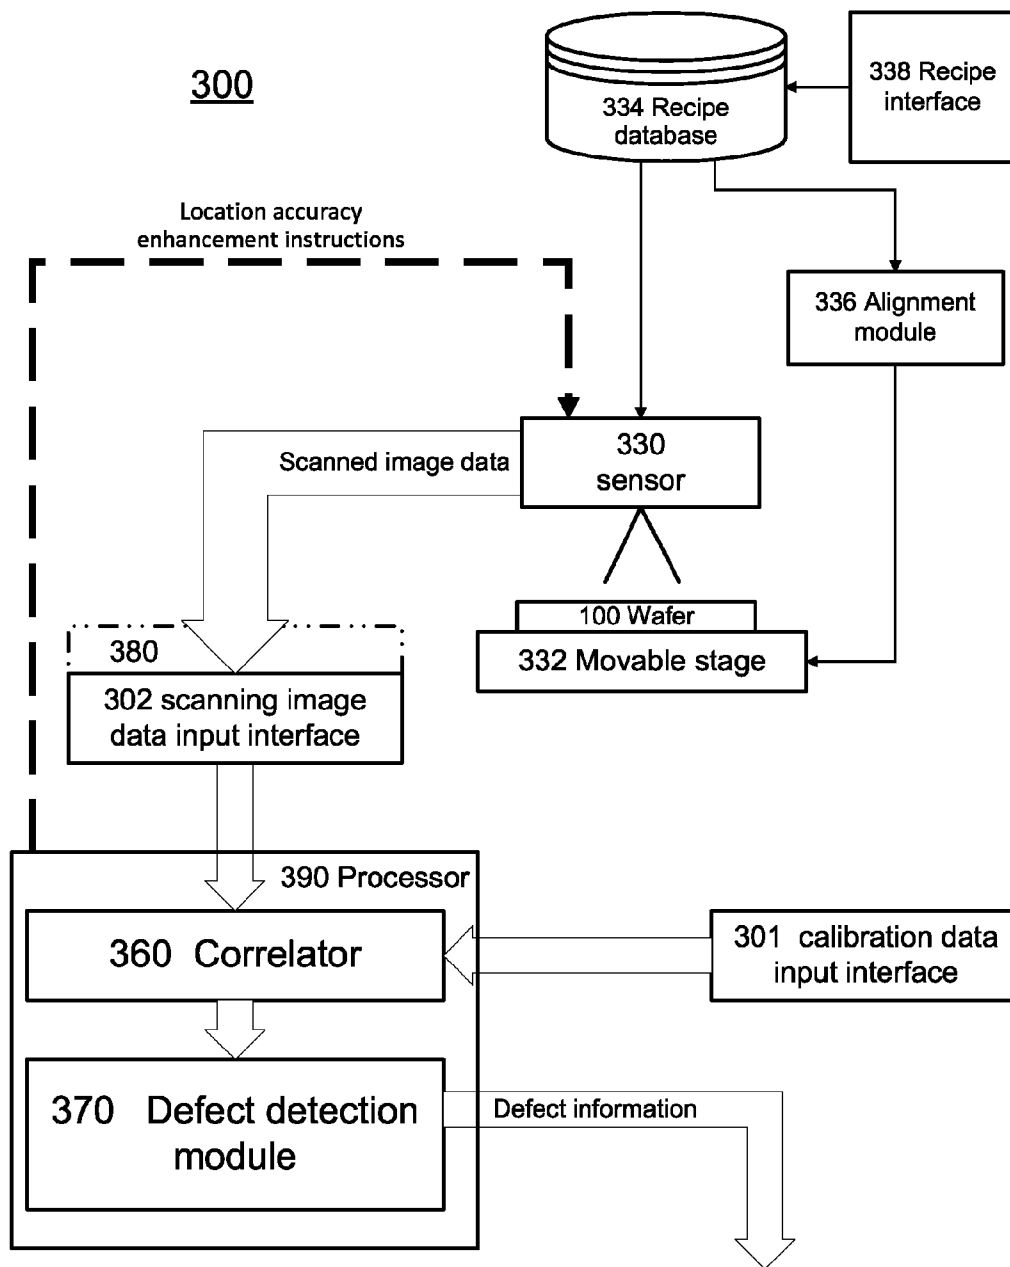 300
334 Recipe
database
338 Recipe
interface
Location accuracy
enhancement instructions
336 Alignment
module
Scanned image data
330
sensor
100 Wafer
332 Movable stage
380
302 scanning image
data input interface
390 Processor
360 Correlator
301 calibration data
input interface
370 Defect detection
module
Defect information